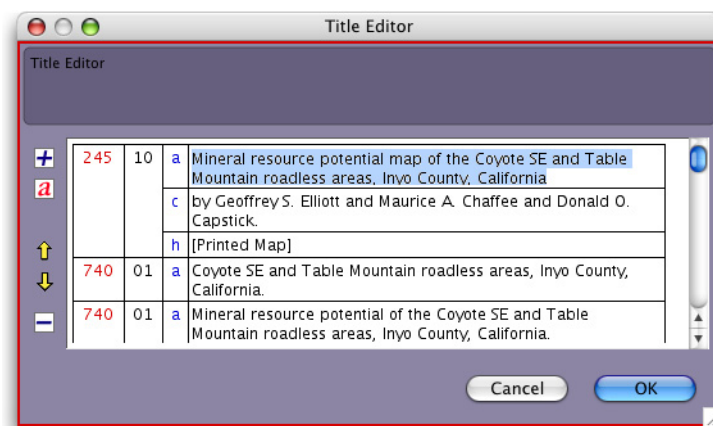 Title Editor
Title Editor
245 10 a Mineral resource potential map of the Coyote SE and Table
Mountain roadless areas, Inyo County, California
c by Geoffrey S. Elliott and Maurice A. Chaffee and Donald O.
Capstick.
h [Printed Map]
740 01 a Coyote SE and Table Mountain roadless areas, Inyo County,
California.
740 01 a Mineral resource potential of the Coyote SE and Table
Mountain roadless areas, Inyo County, California.
a
Cancel OK